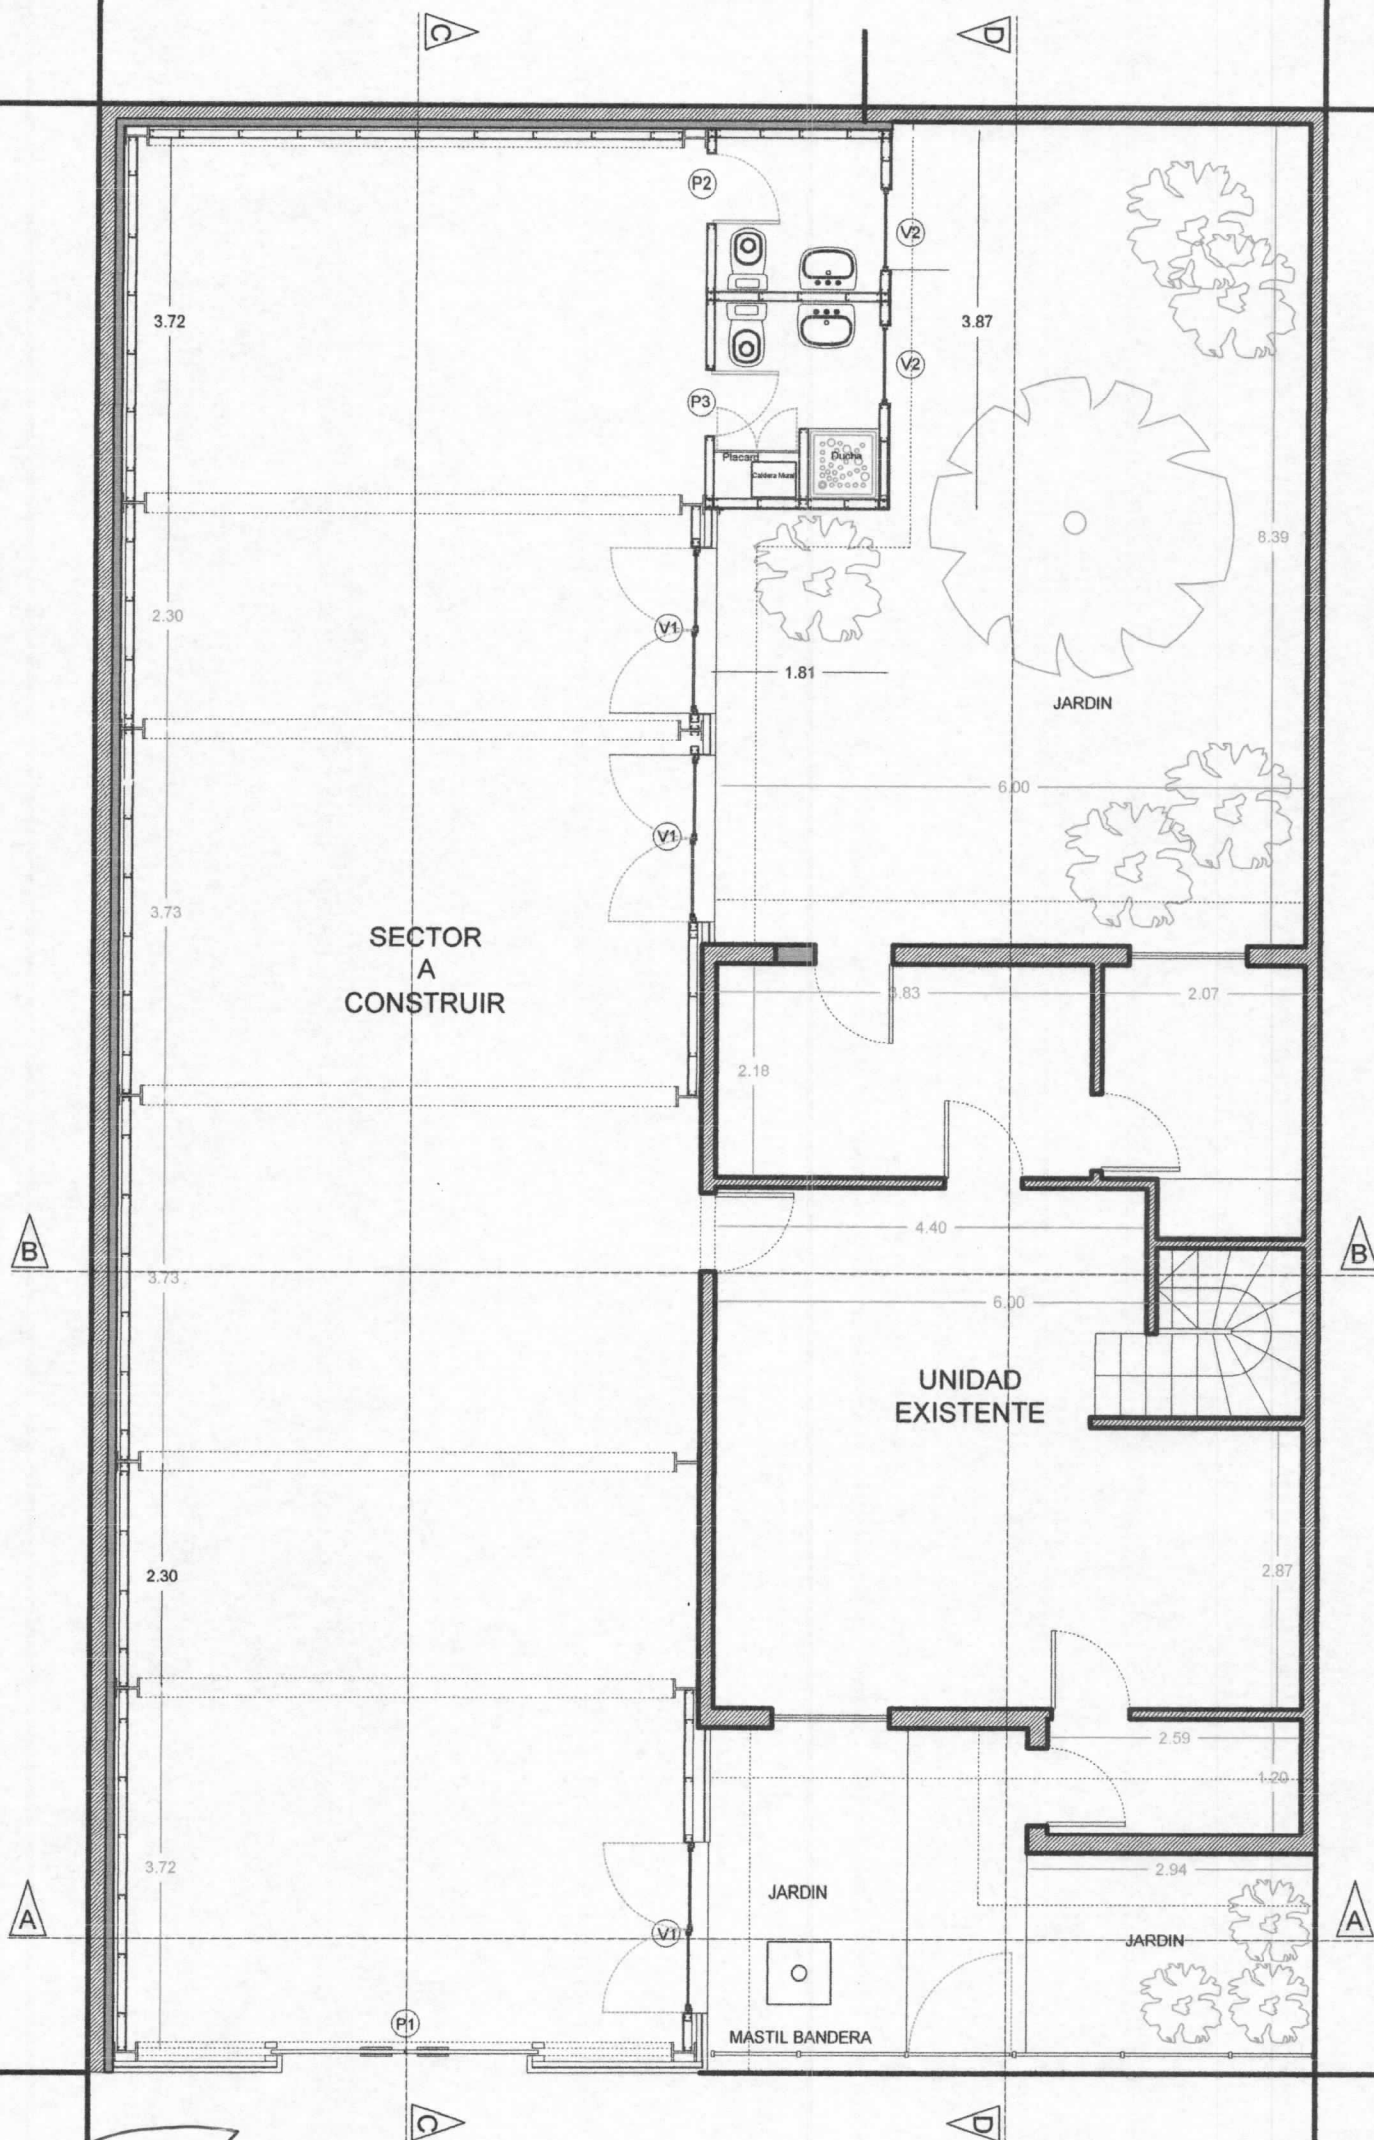 C
D
P2
V2
3.72
3.87
V2
P3
Placard
Ducha
Caldera Mural
8.39
2.30
V1
1.81
JARDIN
6.00
V1
3.73
SECTOR
A
CONSTRUIR
3.83
2.07
2.18
4.40
B
B
3.73
6.00
UNIDAD
EXISTENTE
2.87
2.30
2.59
1.20
3.72
2.94
JARDIN
A
A
V1
JARDIN
P1
MASTIL BANDERA
C
D